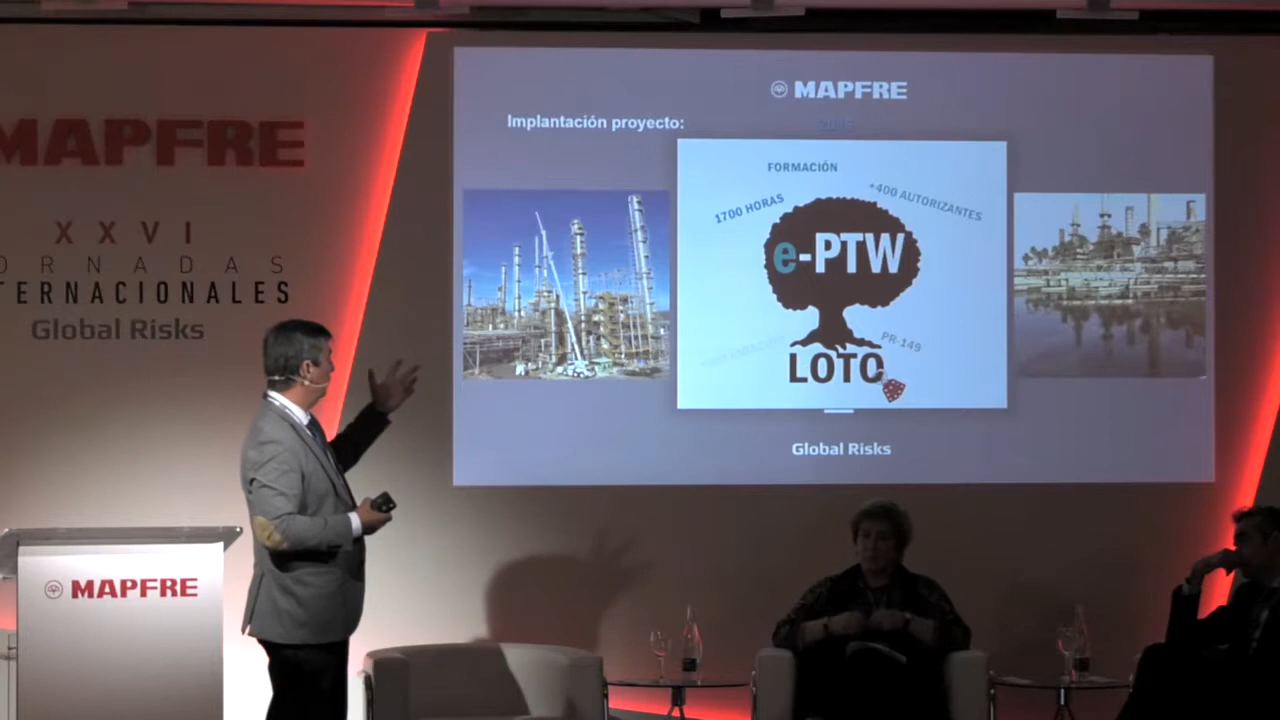 MAPFRE
XXVI
ORNADAS
TERNACIONALES
Global Risks
MAPFRE
MAPFRE
Implantación proyecto:
FORMACIÓN
1700 HORAS
+400 AUTORIZANTES
e-PTW
PR-149
LOTO
Global Risks